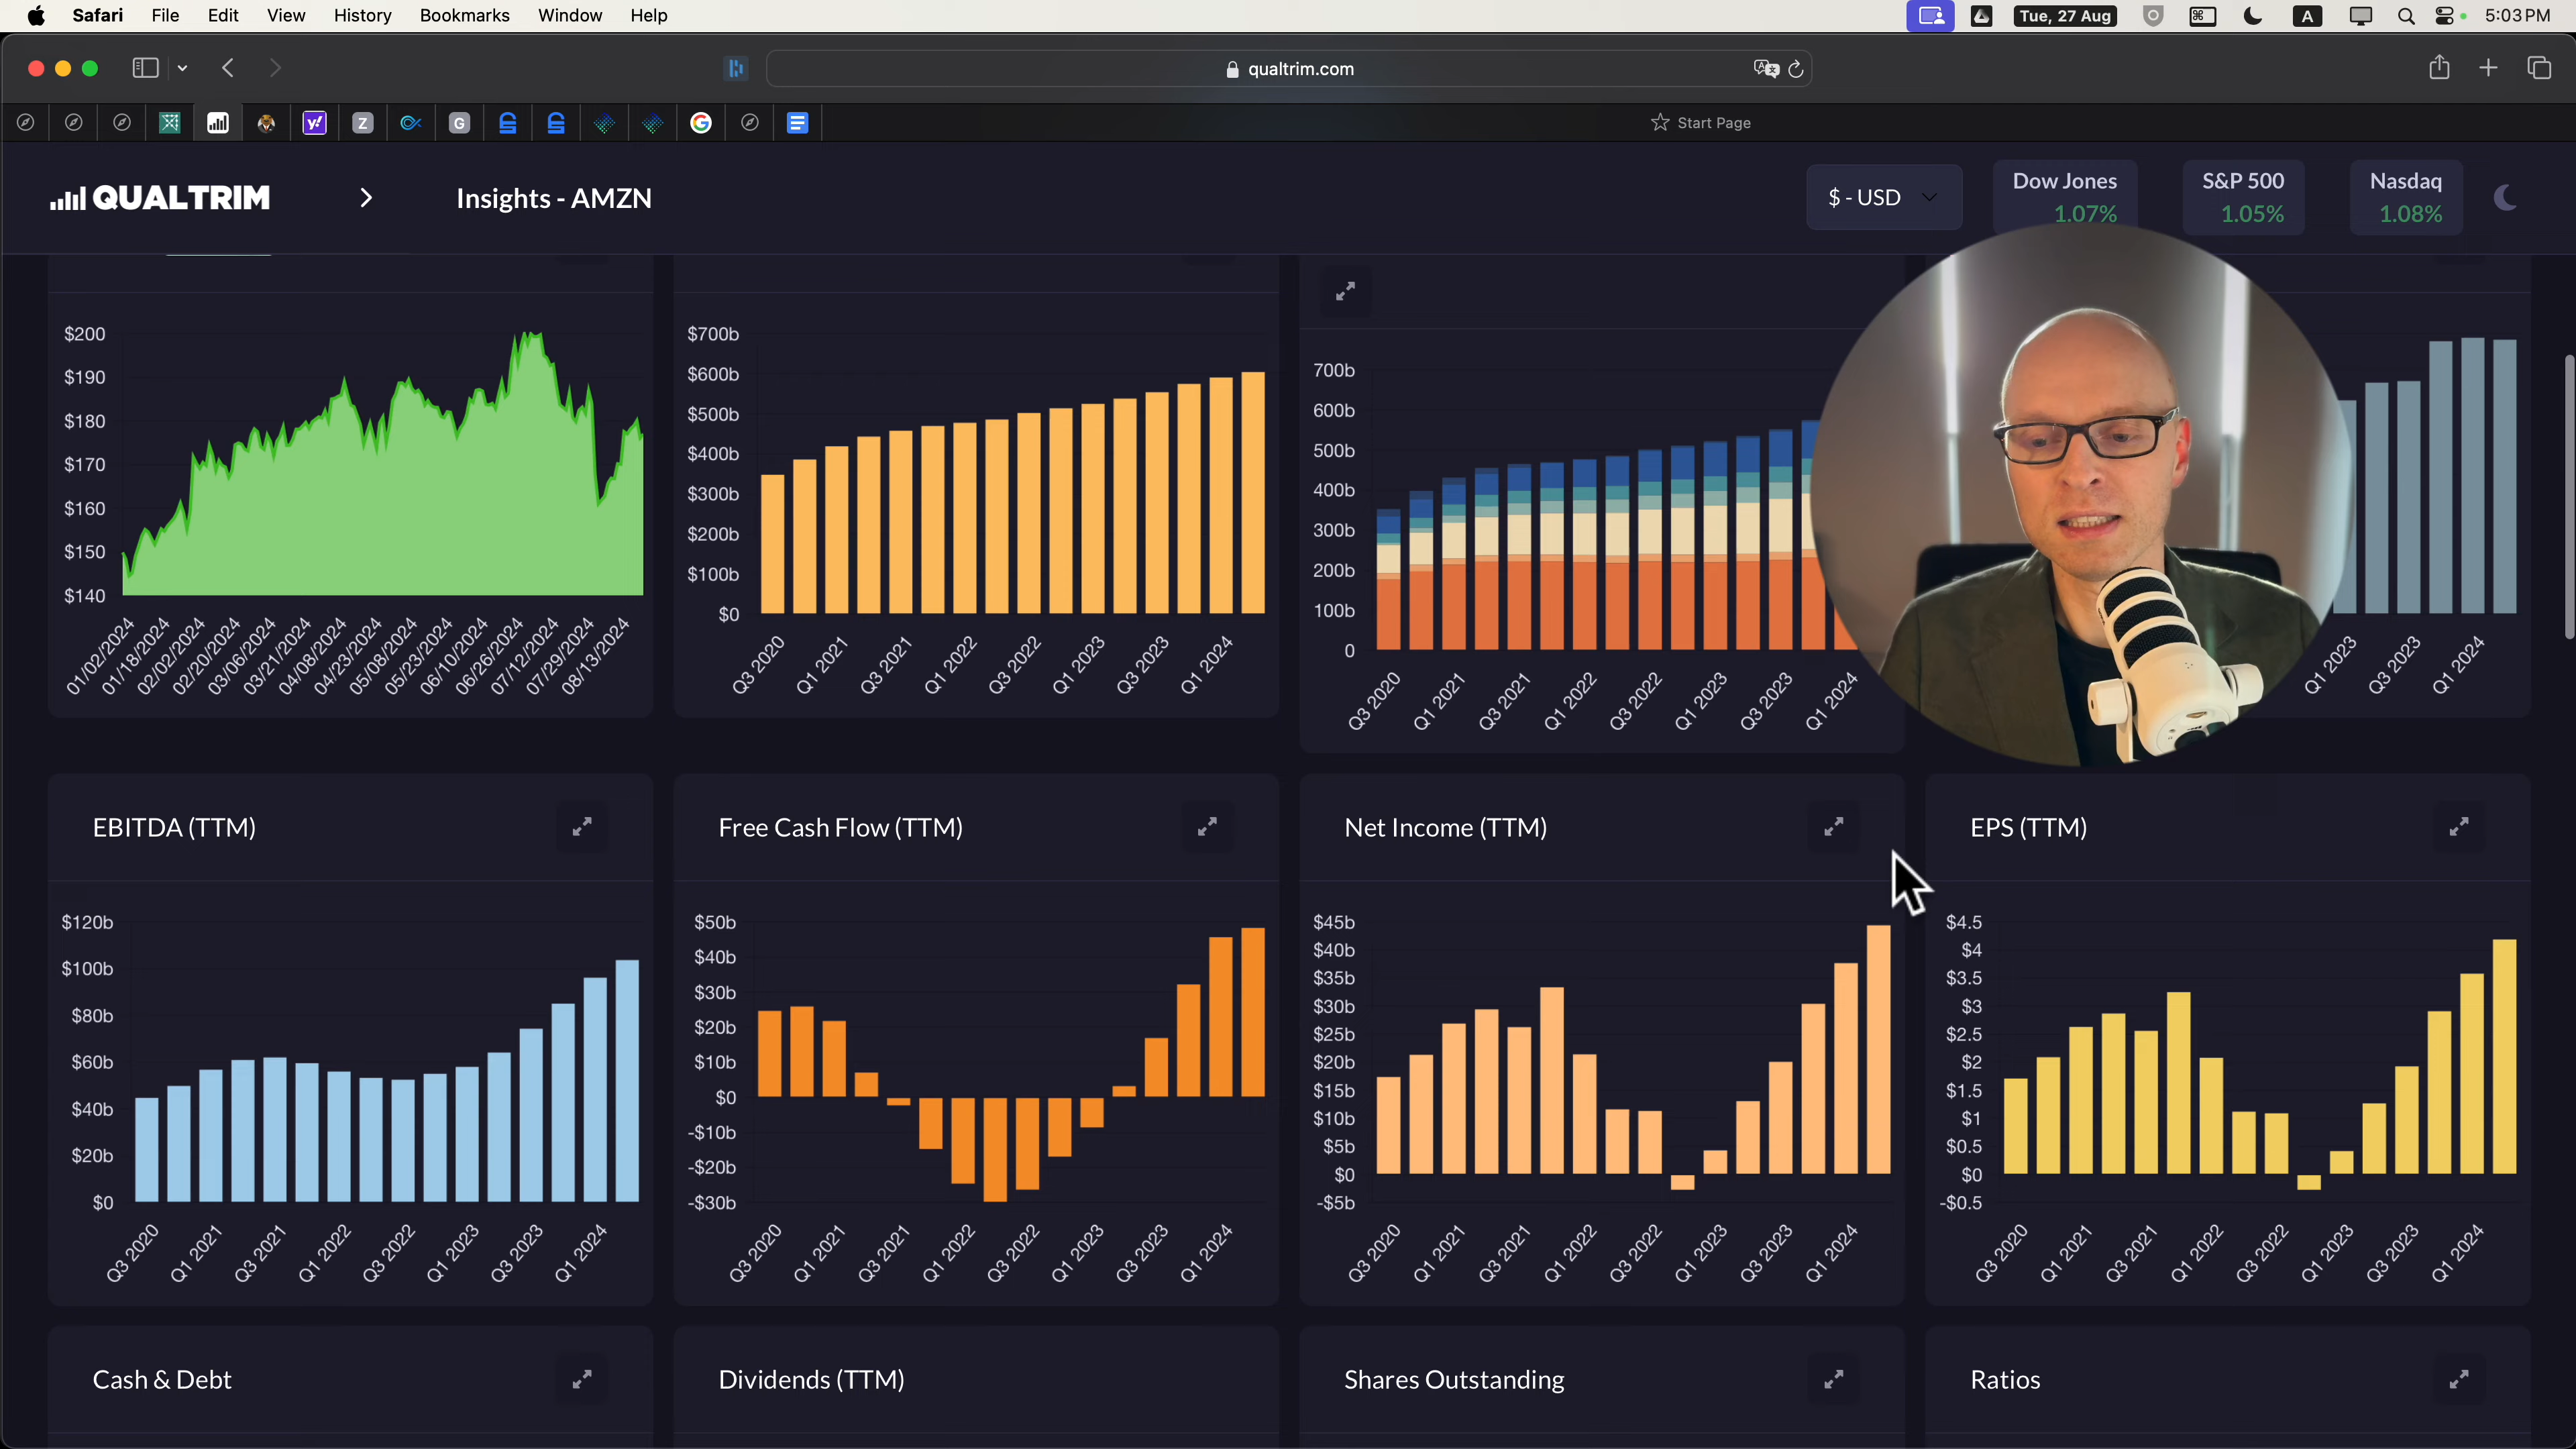 Safari File Edit View History Bookmarks Window Help
Tue, 27 Aug
A
5:03 PM
qualtrim.com
y! Z G
Start Page
QUALTRIM
Insights - AMZN
$ - USD
Dow Jones
1.07%
S&P 500
1.05%
Nasdaq
1.08%
$200
$190
$180
$170
$160
$150
$140
01/02/2024 01/18/2024 02/02/2024 02/20/2024 03/06/2024 03/21/2024 04/08/2024 04/23/2024 05/08/2024 05/23/2024 06/10/2024 06/26/2024 07/12/2024 07/29/2024 08/13/2024
$700b
$600b
$500b
$400b
$300b
$200b
$100b
$0
Q3 2020 Q1 2021 Q3 2021 Q1 2022 Q3 2022 Q1 2023 Q3 2023 Q1 2024
700b
600b
500b
400b
300b
200b
100b
0
Q3 2020 Q1 2021 Q3 2021 Q1 2022 Q3 2022 Q1 2023 Q3 2023 Q1 2024
Q1 2023 Q3 2023 Q1 2024
EBITDA (TTM)
$120b
$100b
$80b
$60b
$40b
$20b
$0
Q3 2020 Q1 2021 Q3 2021 Q1 2022 Q3 2022 Q1 2023 Q3 2023 Q1 2024
Free Cash Flow (TTM)
$50b
$40b
$30b
$20b
$10b
$0
-$10b
-$20b
-$30b
Q3 2020 Q1 2021 Q3 2021 Q1 2022 Q3 2022 Q1 2023 Q3 2023 Q1 2024
Net Income (TTM)
$45b
$40b
$35b
$30b
$25b
$20b
$15b
$10b
$5b
$0
-$5b
Q3 2020 Q1 2021 Q3 2021 Q1 2022 Q3 2022 Q1 2023 Q3 2023 Q1 2024
EPS (TTM)
$4.5
$4
$3.5
$3
$2.5
$2
$1.5
$1
$0.5
$0
-$0.5
Q3 2020 Q1 2021 Q3 2021 Q1 2022 Q3 2022 Q1 2023 Q3 2023 Q1 2024
Cash & Debt
Dividends (TTM)
Shares Outstanding
Ratios